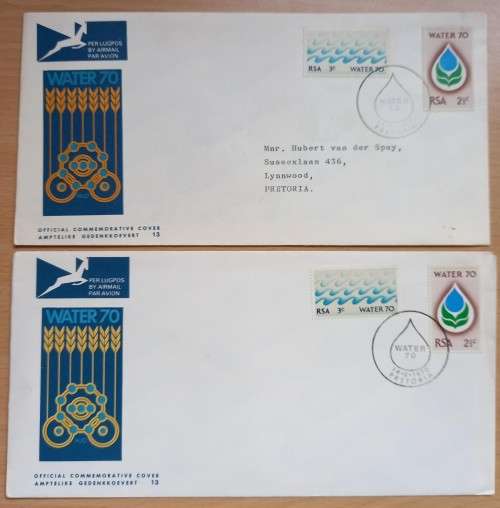 PER LUGPOS
BY AIRMAIL
PAR AVION
WATER 70
OFFICIAL COMMEMORATIVE COVER
AMPTELIKE GEDENKKOEVERT 13
RSA 3c WATER 70
WATER 70
RSA 2½c
WATER
70
PRETORIA
Mnr. Hubert van der Spuy,
Sussexlaan 436,
Lynnwood,
PRETORIA.
PER LUGPOS
BY AIRMAIL
PAR AVION
WATER 70
OFFICIAL COMMEMORATIVE COVER
AMPTELIKE GEDENKKOEVERT 13
RSA 3c WATER 70
WATER 70
RSA 2½c
WATER
70
PRETORIA